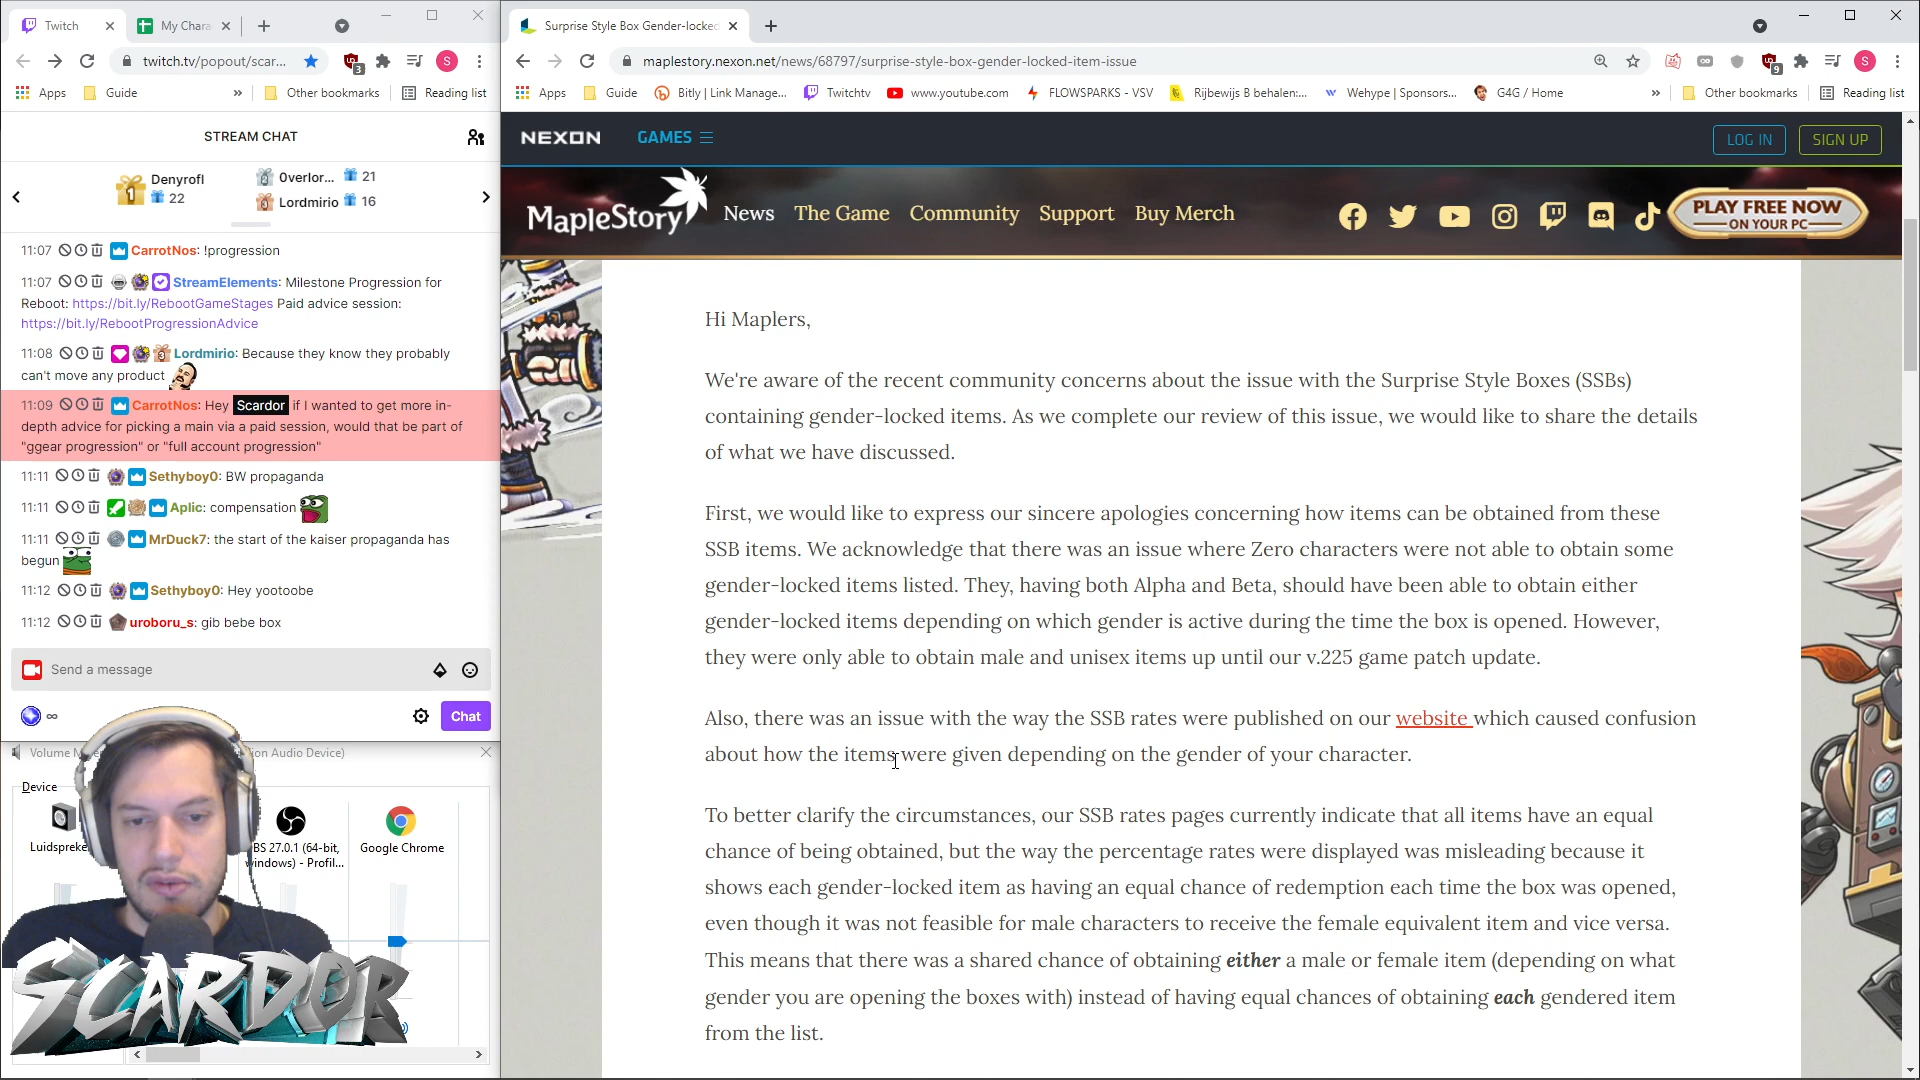 Twitch
My Chara
Surprise Style Box Gender-locked
twitch.tv/popout/scar...
maplestory.nexon.net/news/68797/surprise-style-box-gender-locked-item-issue
Apps
Guide
»
Other bookmarks
Reading list
Apps
Guide
Bitly | Link Manage...
Twitchtv
www.youtube.com
FLOWSPARKS - VSV
Rijbewijs B behalen:...
Wehype | Sponsors...
G4G / Home
»
Other bookmarks
Reading list
STREAM CHAT
Denyrofl
22
0verlor... 21
Lordmirio 16
11:07 CarrotNos: !progression
11:07 StreamElements: Milestone Progression for
Reboot: https://bit.ly/RebootGameStages Paid advice session:
https://bit.ly/RebootProgressionAdvice
11:08 Lordmirio: Because they know they probably
can't move any product
11:09 CarrotNos: Hey Scardor if I wanted to get more in-
depth advice for picking a main via a paid session, would that be part of
"ggear progression" or "full account progression"
11:11 Sethyboy0: BW propaganda
11:11 Aplic: compensation
11:11 MrDuck7: the start of the kaiser propaganda has
begun
11:12 Sethyboy0: Hey yootoobe
11:12 uroboru_s: gib bebe box
Send a message
∞
Chat
Volume
Audio Device)
Device
Luidspreke
BS 27.0.1 (64-bit,
windows) - Profil...
Google Chrome
SCARDOR
NEXON
GAMES
LOG IN
SIGN UP
MapleStory
News
The Game
Community
Support
Buy Merch
PLAY FREE NOW
ON YOUR PC
Hi Maplers,
We're aware of the recent community concerns about the issue with the Surprise Style Boxes (SSBs)
containing gender-locked items. As we complete our review of this issue, we would like to share the details
of what we have discussed.
First, we would like to express our sincere apologies concerning how items can be obtained from these
SSB items. We acknowledge that there was an issue where Zero characters were not able to obtain some
gender-locked items listed. They, having both Alpha and Beta, should have been able to obtain either
gender-locked items depending on which gender is active during the time the box is opened. However,
they were only able to obtain male and unisex items up until our v.225 game patch update.
Also, there was an issue with the way the SSB rates were published on our website which caused confusion
about how the items were given depending on the gender of your character.
To better clarify the circumstances, our SSB rates pages currently indicate that all items have an equal
chance of being obtained, but the way the percentage rates were displayed was misleading because it
shows each gender-locked item as having an equal chance of redemption each time the box was opened,
even though it was not feasible for male characters to receive the female equivalent item and vice versa.
This means that there was a shared chance of obtaining either a male or female item (depending on what
gender you are opening the boxes with) instead of having equal chances of obtaining each gendered item
from the list.